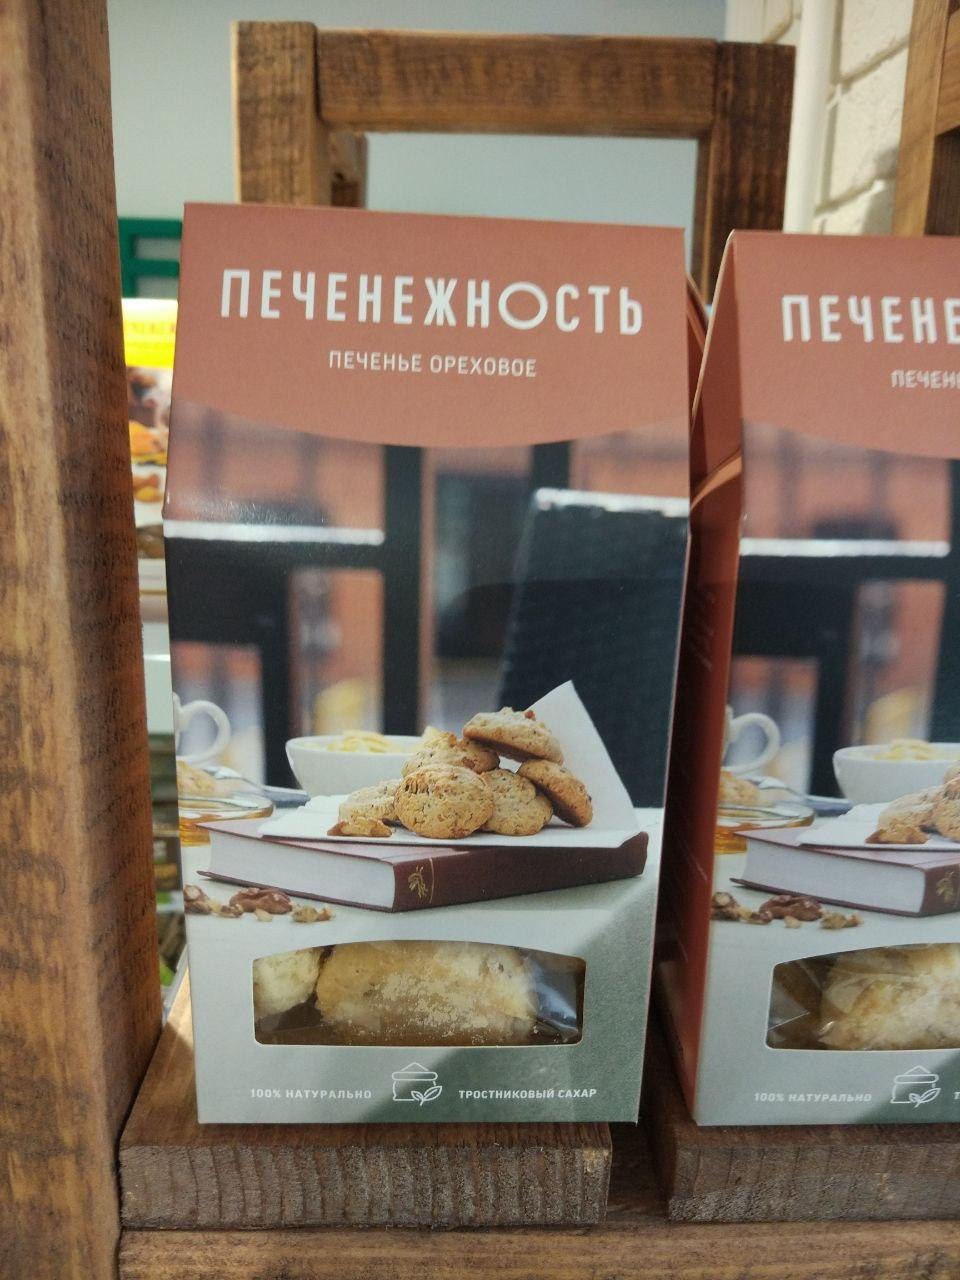 ПЕЧЕНЕЖНОСТЬ
ПЕЧЕНЬЕ ОРЕХОВОЕ
100% НАТУРАЛЬНО
ТРОСТНИКОВЫЙ САХАР
ПЕЧЕНЕ
ПЕЧЕНЬ
100% НАТУРАЛЬНО